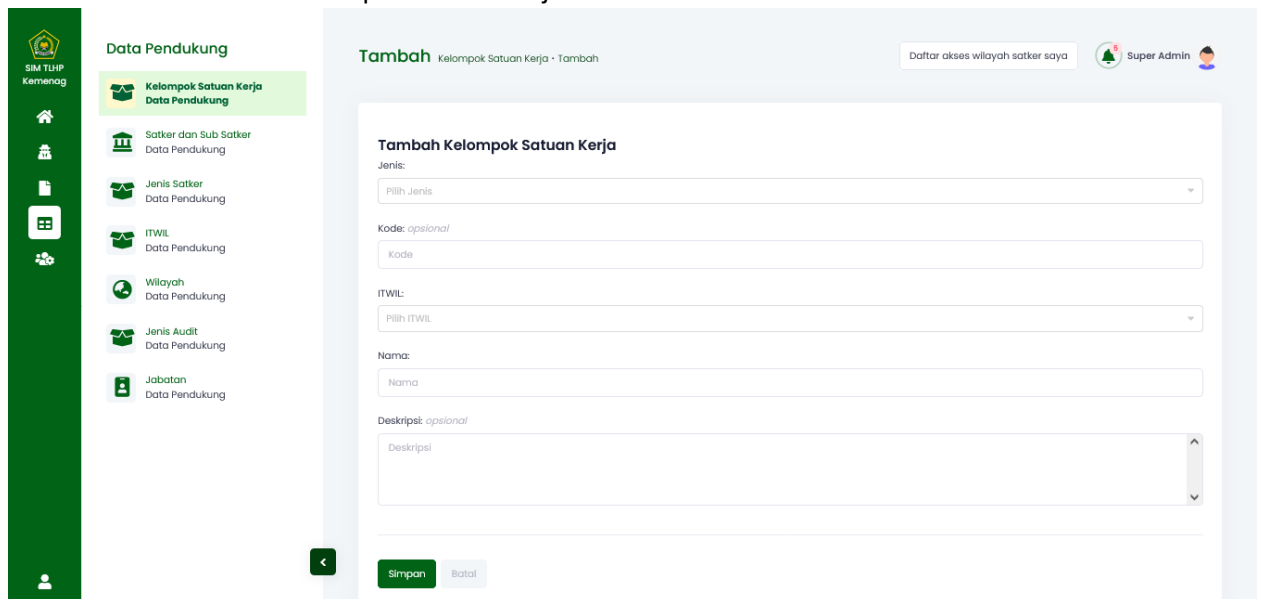 SIM TLHP
Kemenag
Data Pendukung
Kelompok Satuan Kerja
Data Pendukung
Satker dan Sub Satker
Data Pendukung
Jenis Satker
Data Pendukung
ITWIL
Data Pendukung
Wilayah
Data Pendukung
Jenis Audit
Data Pendukung
Jabatan
Data Pendukung
Tambah Kelompok Satuan Kerja • Tambah
Daftar akses wilayah satker saya
5
Super Admin
Tambah Kelompok Satuan Kerja
Jenis:
Pilih Jenis
Kode: opsional
Kode
ITWIL:
Pilih ITWIL
Nama:
Nama
Deskripsi: opsional
Deskripsi
Simpan Batal